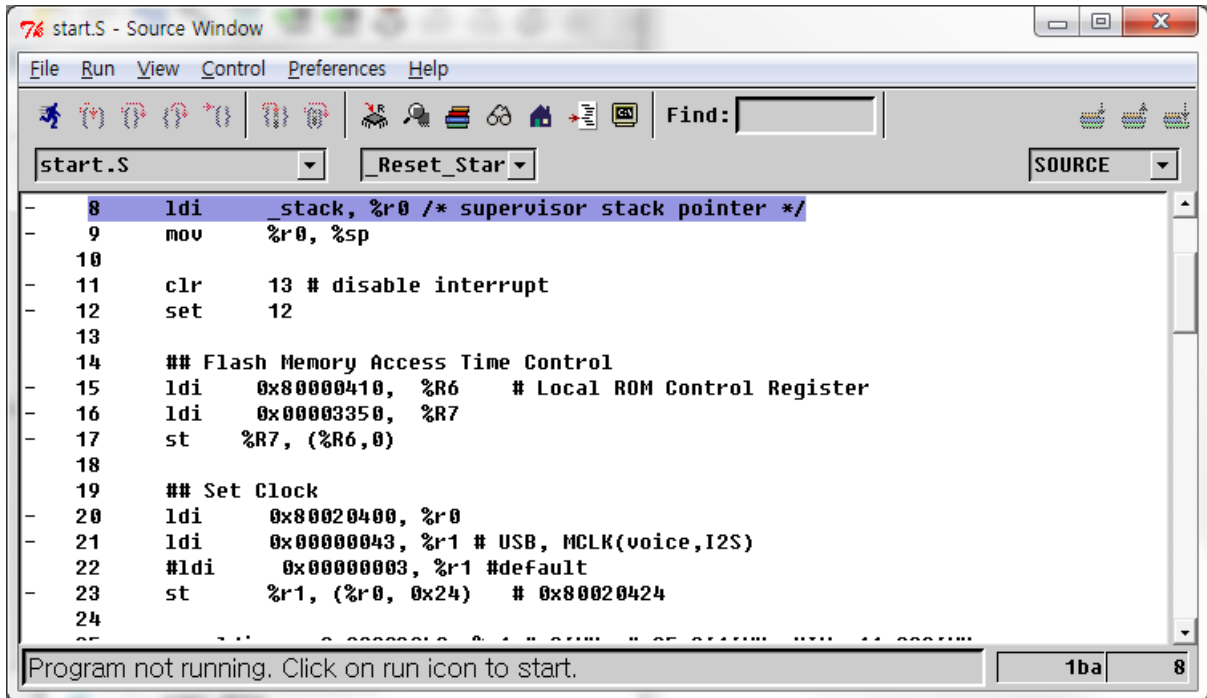 start.S - Source Window
File Run View Control Preferences Help
Find:
start.S _Reset_Star SOURCE
- 8 ldi _stack, %r0 /* supervisor stack pointer */
- 9 mov %r0, %sp
10
- 11 clr 13 # disable interrupt
- 12 set 12
13
14 ## Flash Memory Access Time Control
- 15 ldi 0x80000410, %R6 # Local ROM Control Register
- 16 ldi 0x00003350, %R7
- 17 st %R7, (%R6,0)
18
19 ## Set Clock
- 20 ldi 0x80020400, %r0
- 21 ldi 0x00000043, %r1 # USB, MCLK(voice,I2S)
22 #ldi 0x00000003, %r1 #default
- 23 st %r1, (%r0, 0x24) # 0x80020424
24
Program not running. Click on run icon to start. 1ba 8